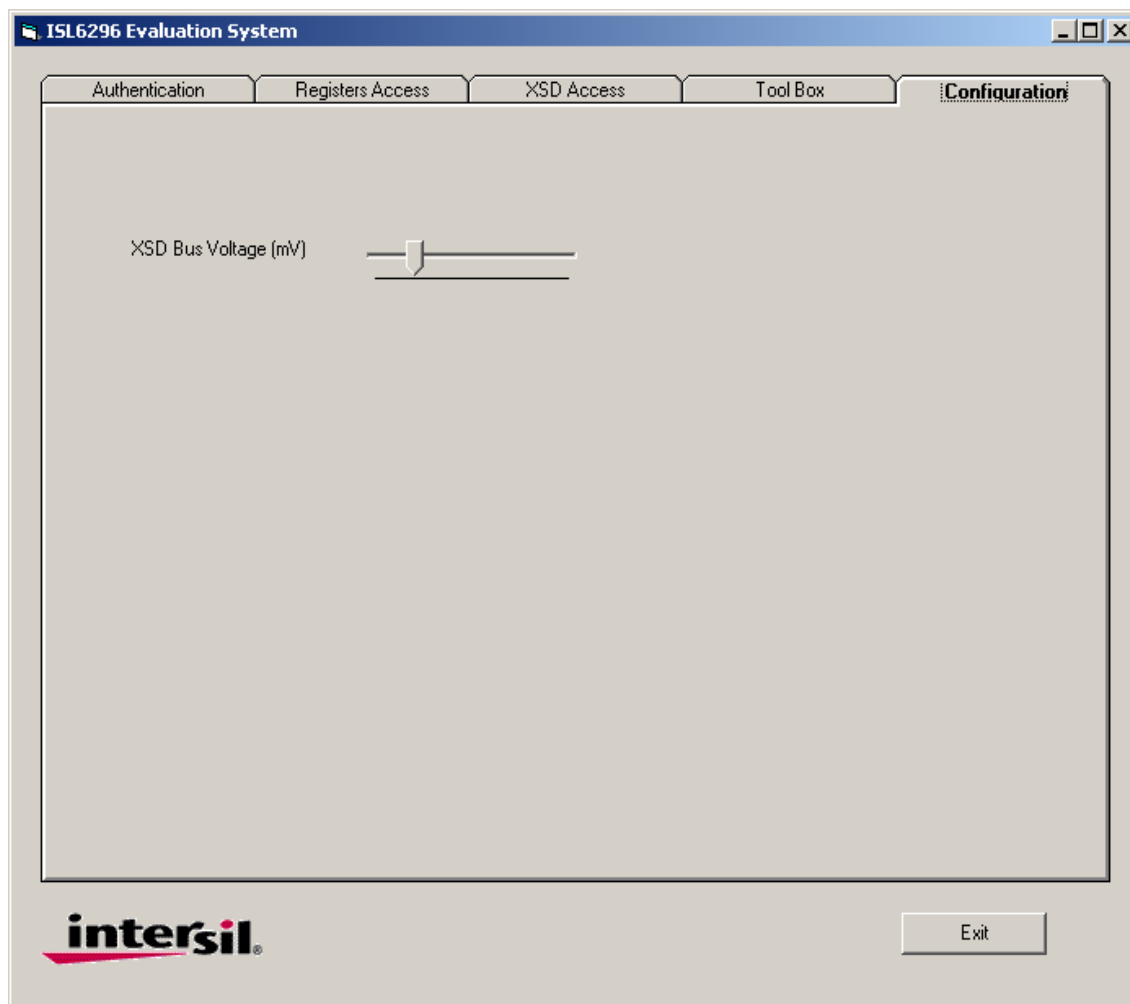 ISL6296 Evaluation System
Authentication Registers Access XSD Access Tool Box Configuration
XSD Bus Voltage (mV)
intersil®
Exit